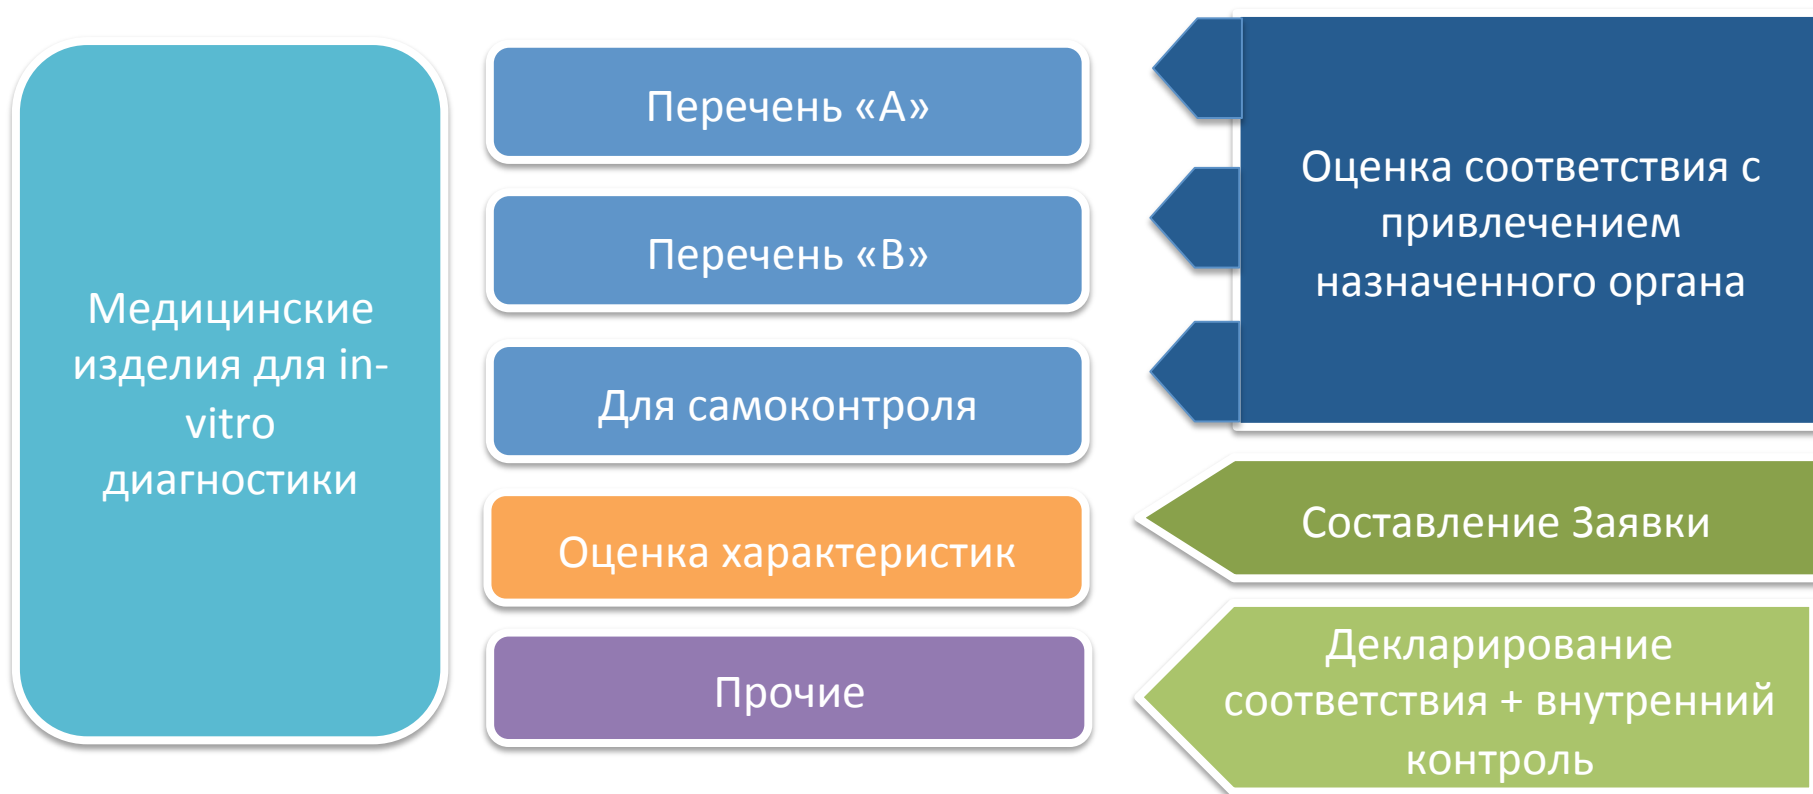 Медицинские
изделия для in-
vitro
диагностики
Перечень «А»
Перечень «В»
Для самоконтроля
Оценка характеристик
Прочие
Оценка соответствия с
привлечением
назначенного органа
Составление Заявки
Декларирование
соответствия + внутренний
контроль